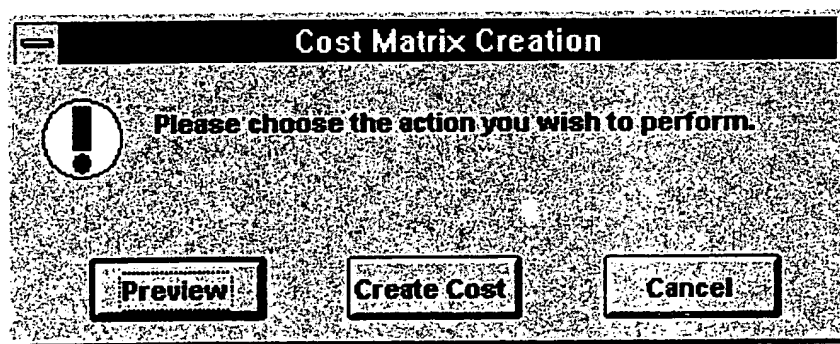 Cost Matrix Creation
Please choose the action you wish to perform.
Preview Create Cost Cancel